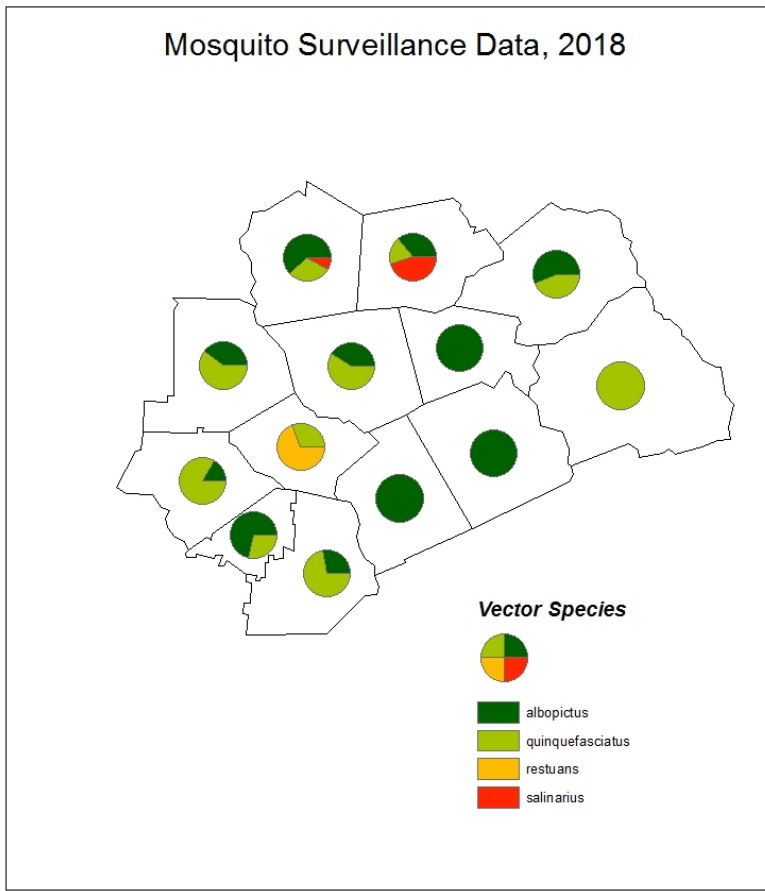 Mosquito Surveillance Data, 2018
Vector Species
albopictus
quinquefasciatus
restuans
salinarius